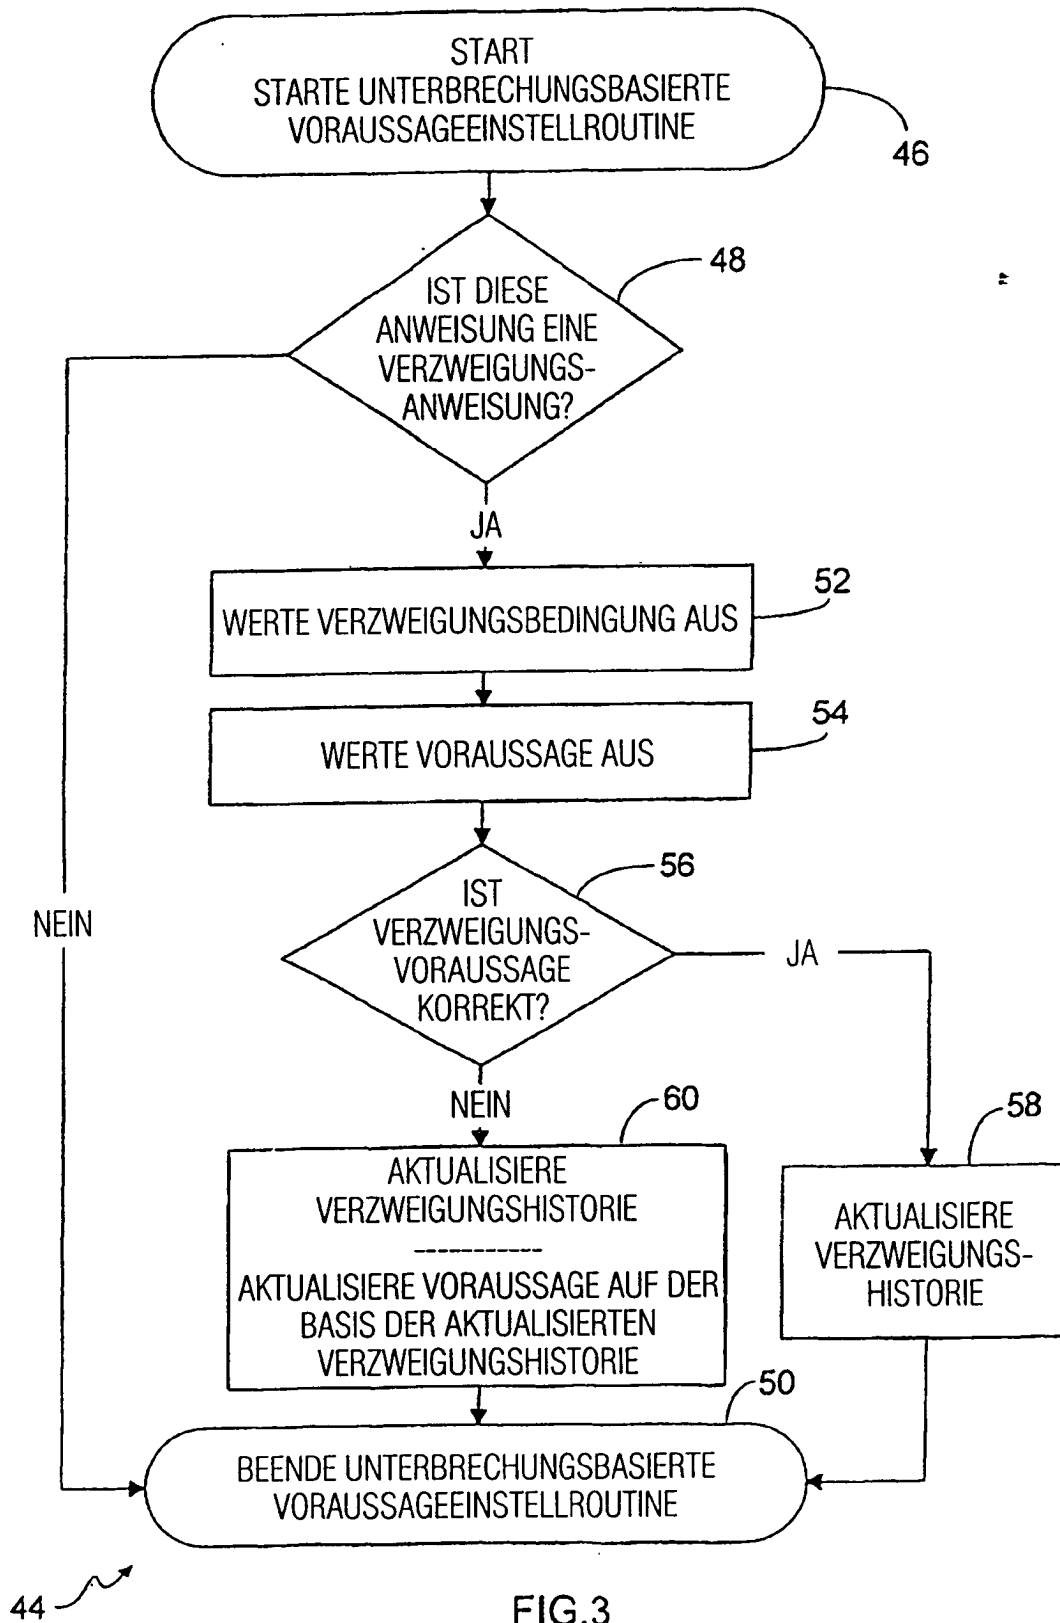 START
STARTE UNTERBRECHUNGSBASIERTE
VORAUSSAGEEINSTELLROUTINE
46
48
IST DIESE
ANWEISUNG EINE
VERZWEIGUNGS-
ANWEISUNG?
JA
52
WERTE VERZWEIGUNGSBEDINGUNG AUS
54
WERTE VORAUSSAGE AUS
56
IST
VERZWEIGUNGS-
VORAUSSAGE
KORREKT?
NEIN
JA
NEIN
60
58
AKTUALISIERE
VERZWEIGUNGSHISTORIE
-----------
AKTUALISIERE VORAUSSAGE AUF DER
BASIS DER AKTUALISIERTEN
VERZWEIGUNGSHISTORIE
AKTUALISIERE
VERZWEIGUNGS-
HISTORIE
50
BEENDE UNTERBRECHUNGSBASIERTE
VORAUSSAGEEINSTELLROUTINE
44
FIG.3